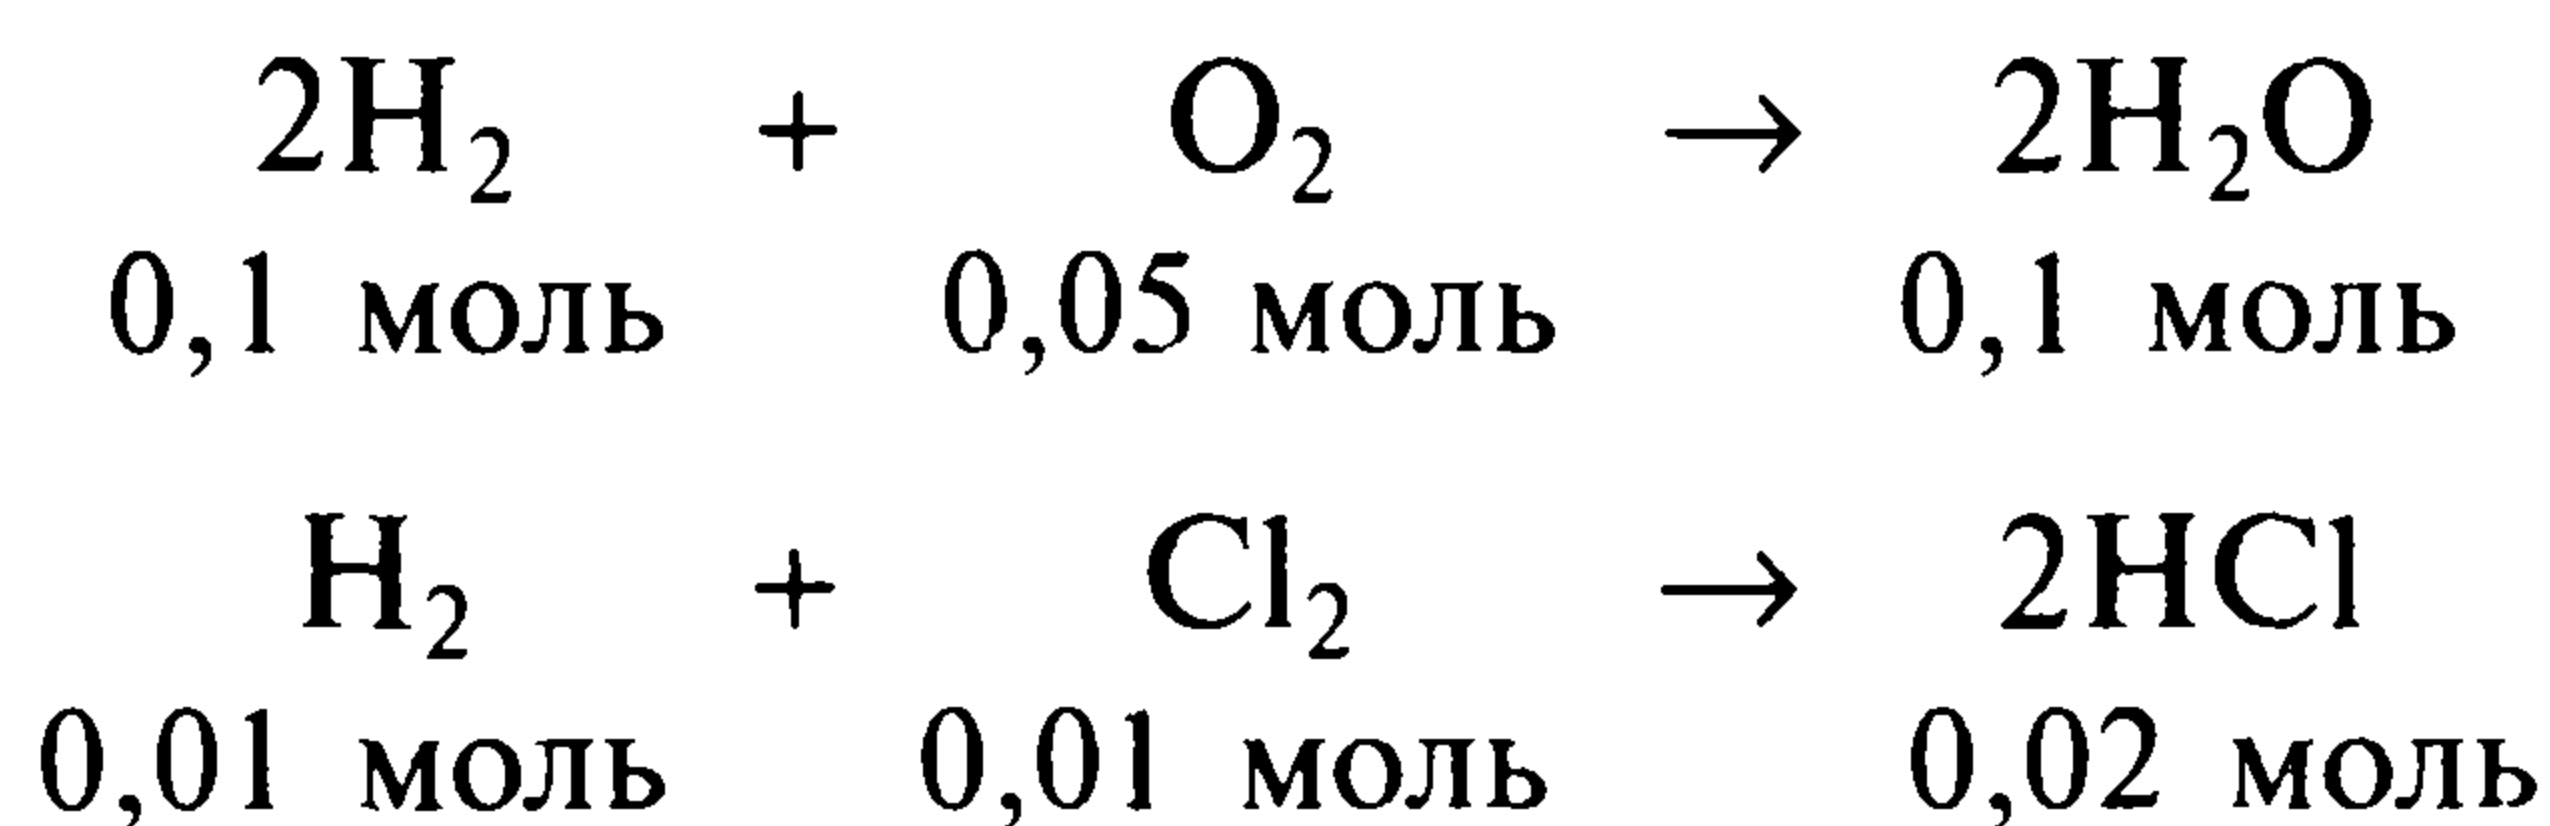 2H₂ + O₂ → 2H₂O
0,1 моль 0,05 моль 0,1 моль
H₂ + Cl₂ → 2HCl
0,01 моль 0,01 моль 0,02 моль